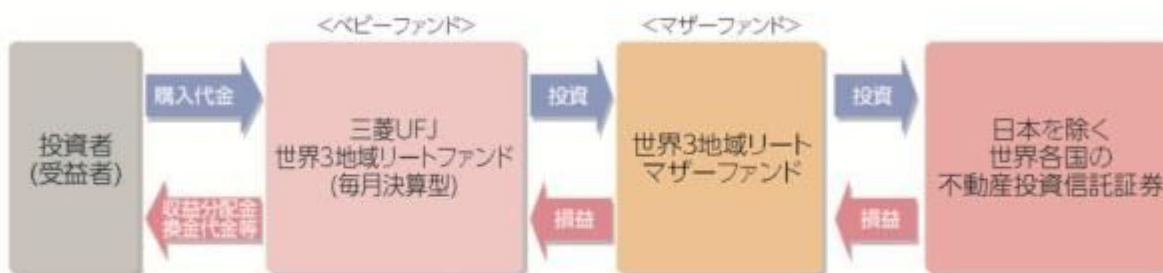 <ベビーファンド>
<マザーファンド>
投資者
(受益者)
購入代金
収益分配金
換金代金等
三菱UFJ
世界3地域リートファンド
(毎月決算型)
投資
損益
世界3地域リート
マザーファンド
投資
損益
日本を除く
世界各国の
不動産投資信託証券